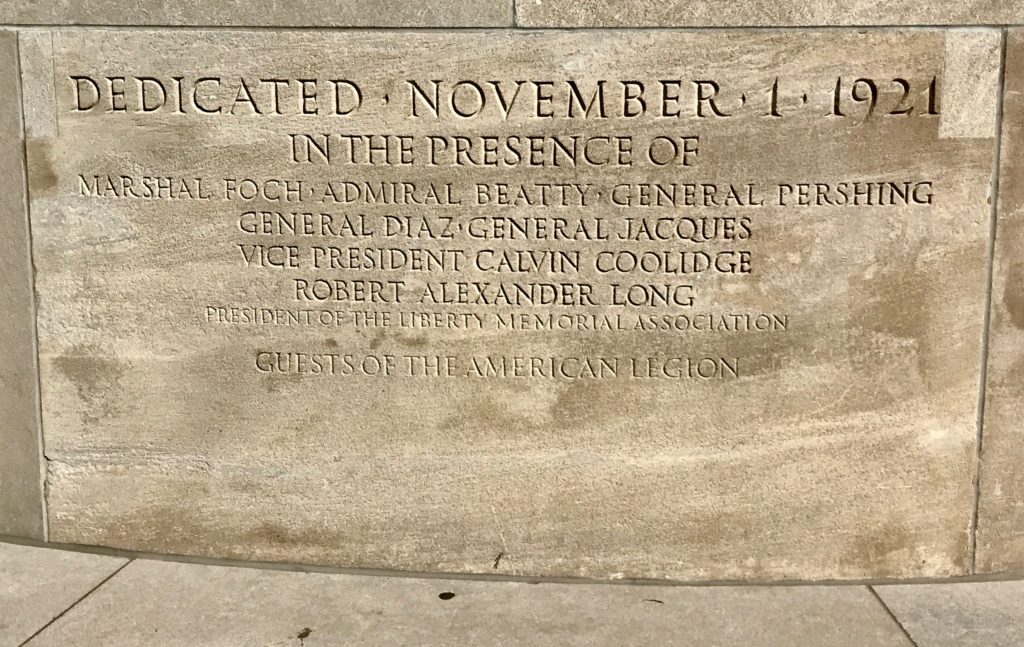 DEDICATED · NOVEMBER · 1 · 1921
IN THE PRESENCE OF
MARSHAL FOCH · ADMIRAL BEATTY · GENERAL PERSHING
GENERAL DIAZ · GENERAL JACQUES
VICE PRESIDENT CALVIN COOLIDGE
ROBERT ALEXANDER LONG
PRESIDENT OF THE LIBERTY MEMORIAL ASSOCIATION
GUESTS OF THE AMERICAN LEGION